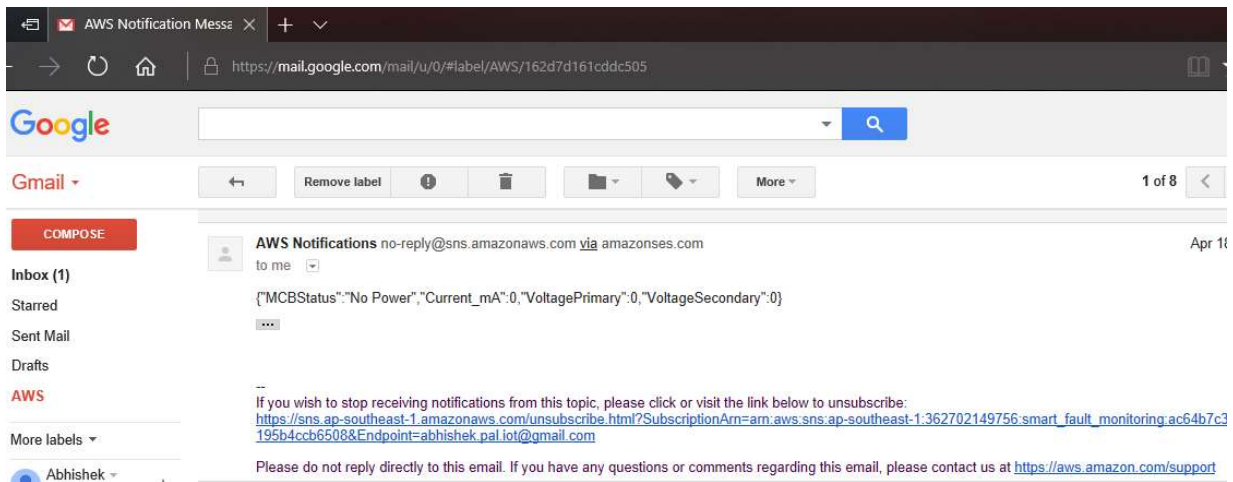 AWS Notification Messa
https://mail.google.com/mail/u/0/#label/AWS/162d7d161cddc505
Google
Gmail
Remove label
More
1 of 8
COMPOSE
Inbox (1)
Starred
Sent Mail
Drafts
AWS
More labels
Abhishek
AWS Notifications no-reply@sns.amazonaws.com via amazonses.com
Apr 18
to me
{"MCBStatus":"No Power","Current_mA":0,"VoltagePrimary":0,"VoltageSecondary":0}
...
--
If you wish to stop receiving notifications from this topic, please click or visit the link below to unsubscribe:
https://sns.ap-southeast-1.amazonaws.com/unsubscribe.html?SubscriptionArn=arn:aws:sns:ap-southeast-1:362702149756:smart_fault_monitoring:ac64b7c3
195b4ccb6508&Endpoint=abhishek.pal.iot@gmail.com
Please do not reply directly to this email. If you have any questions or comments regarding this email, please contact us at https://aws.amazon.com/support